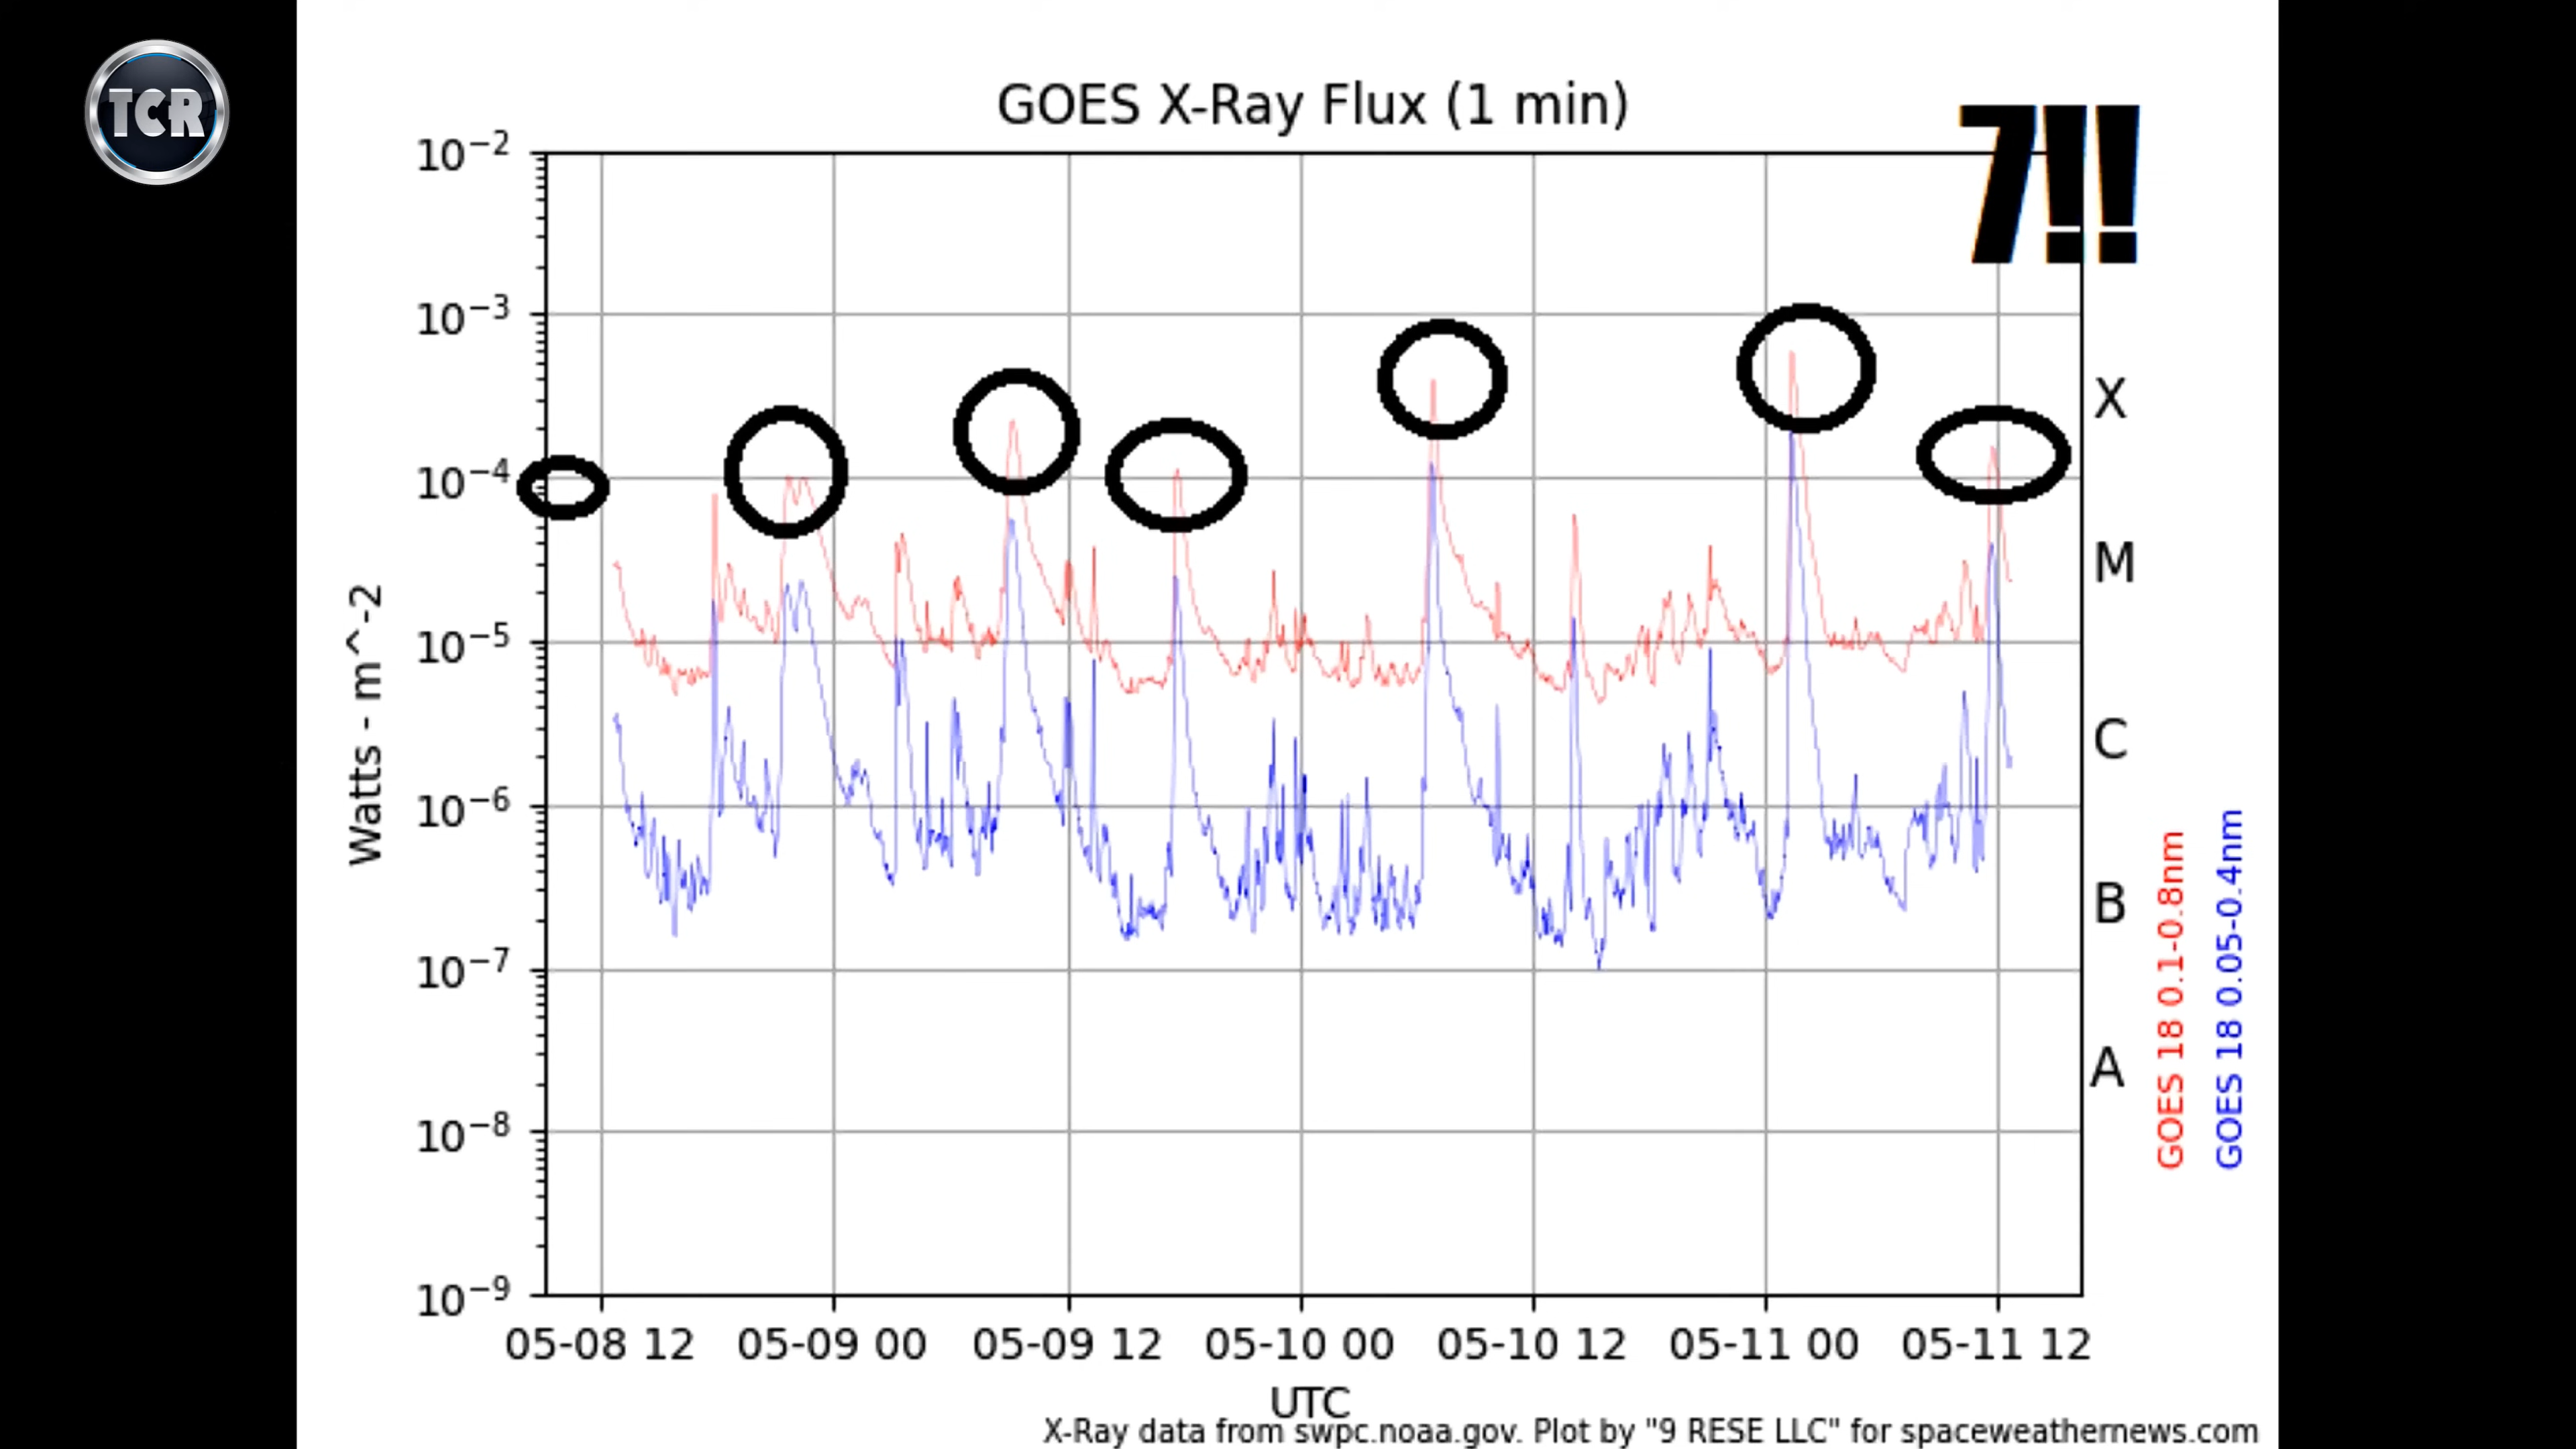 TCR
GOES X-Ray Flux (1 min)
7!!
10−2
10−3
10−4
10−5
10−6
10−7
10−8
10−9
Watts - m^-2
X
M
C
B
A
GOES 18 0.1-0.8nm
GOES 18 0.05-0.4nm
05-08 12 05-09 00 05-09 12 05-10 00 05-10 12 05-11 00 05-11 12
UTC
X-Ray data from swpc.noaa.gov. Plot by "9 RESE LLC" for spaceweathernews.com